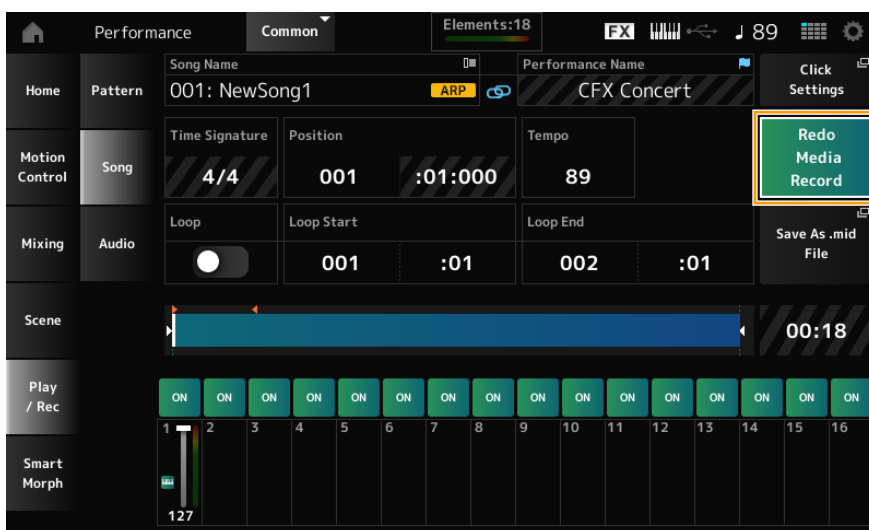 Performance Common Elements:18 FX ♩ 89
Home
Pattern
Song Name
001: NewSong1 ARP
Performance Name
CFX Concert
Click
Settings
Motion
Control
Song
Time Signature
4/4
Position
001 :01:000
Tempo
89
Redo
Media
Record
Mixing
Audio
Loop
Loop Start
001 :01
Loop End
002 :01
Save As .mid
File
Scene
00:18
Play
/ Rec
ON ON ON ON ON ON ON ON ON ON ON ON ON ON ON ON
1 2 3 4 5 6 7 8 9 10 11 12 13 14 15 16
Smart
Morph
127